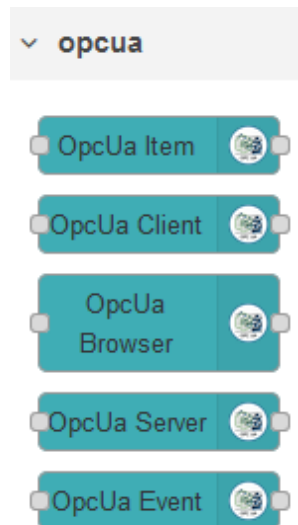 opcua
OpcUa Item
OpcUa Client
OpcUa
Browser
OpcUa Server
OpcUa Event